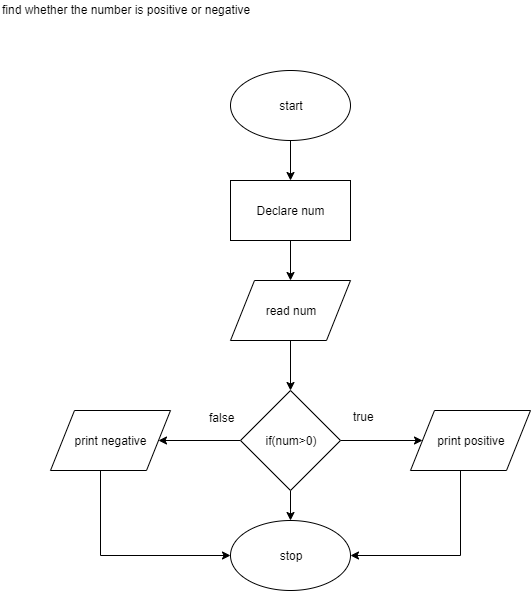 find whether the number is positive or negative
start
Declare num
read num
false
true
print negative
if(num>0)
print positive
stop